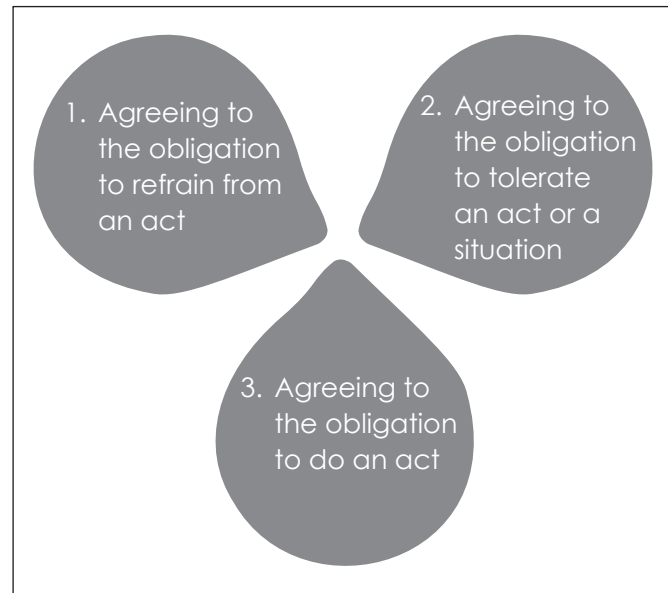 1. Agreeing to
the obligation
to refrain from
an act
2. Agreeing to
the obligation
to tolerate
an act or a
situation
3. Agreeing to
the obligation
to do an act